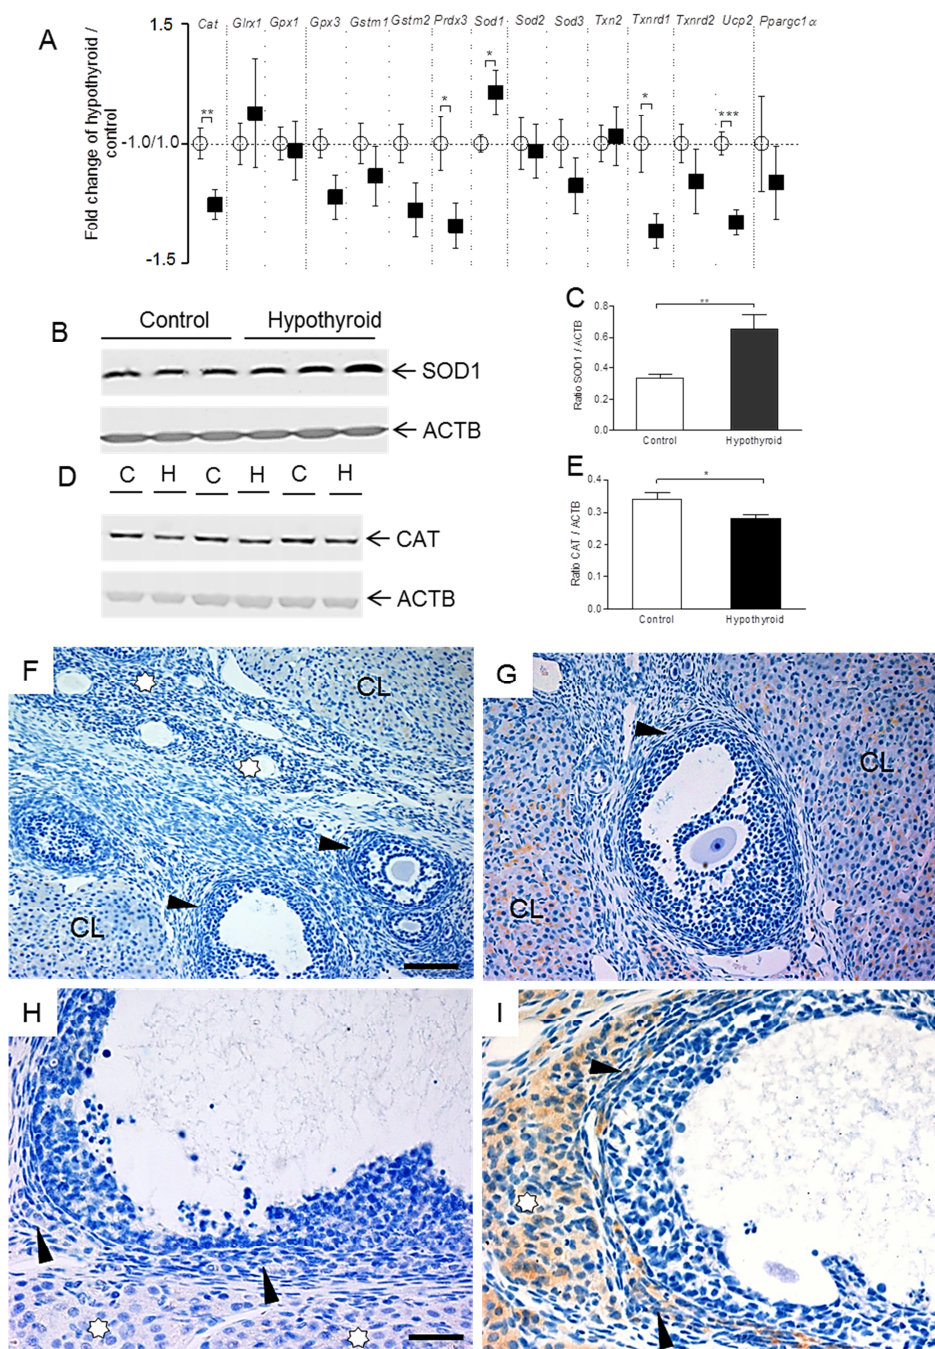 A
1.5
Cat Glrx1 Gpx1 Gpx3 Gstm1 Gstm2 Prdx3 Sod1 Sod2 Sod3 Txn2 Txnrd1 Txnrd2 Ucp2 Ppargc1α
** * * * ***
Fold change of hypothyroid /
control
-1.0/1.0
-1.5
B
Control Hypothyroid
SOD1
ACTB
C
Ratio SOD1 / ACTB
0.8
0.6
0.4
0.2
0.0
**
Control Hypothyroid
D
C H C H C H
CAT
ACTB
E
Ratio CAT / ACTB
0.4
0.3
0.2
0.1
0.0
*
Control Hypothyroid
F
CL
CL
G
CL
CL
H
I